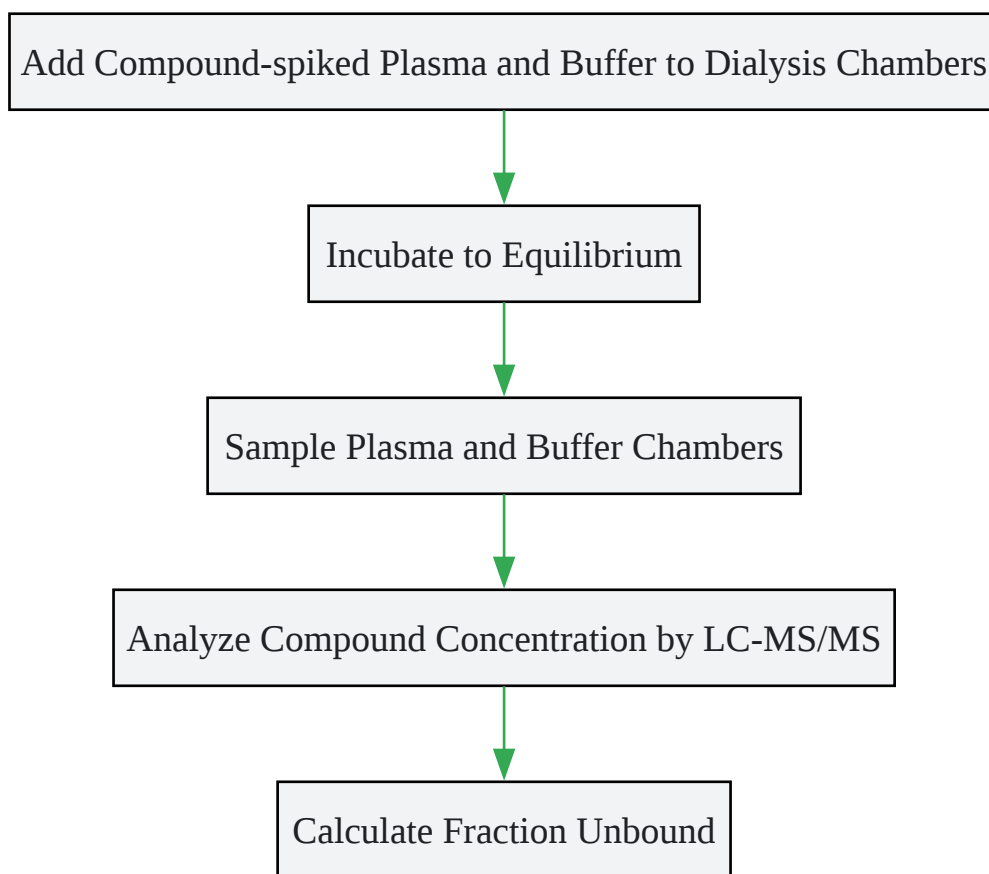 Add Compound-spiked Plasma and Buffer to Dialysis Chambers
Incubate to Equilibrium
Sample Plasma and Buffer Chambers
Analyze Compound Concentration by LC-MS/MS
Calculate Fraction Unbound